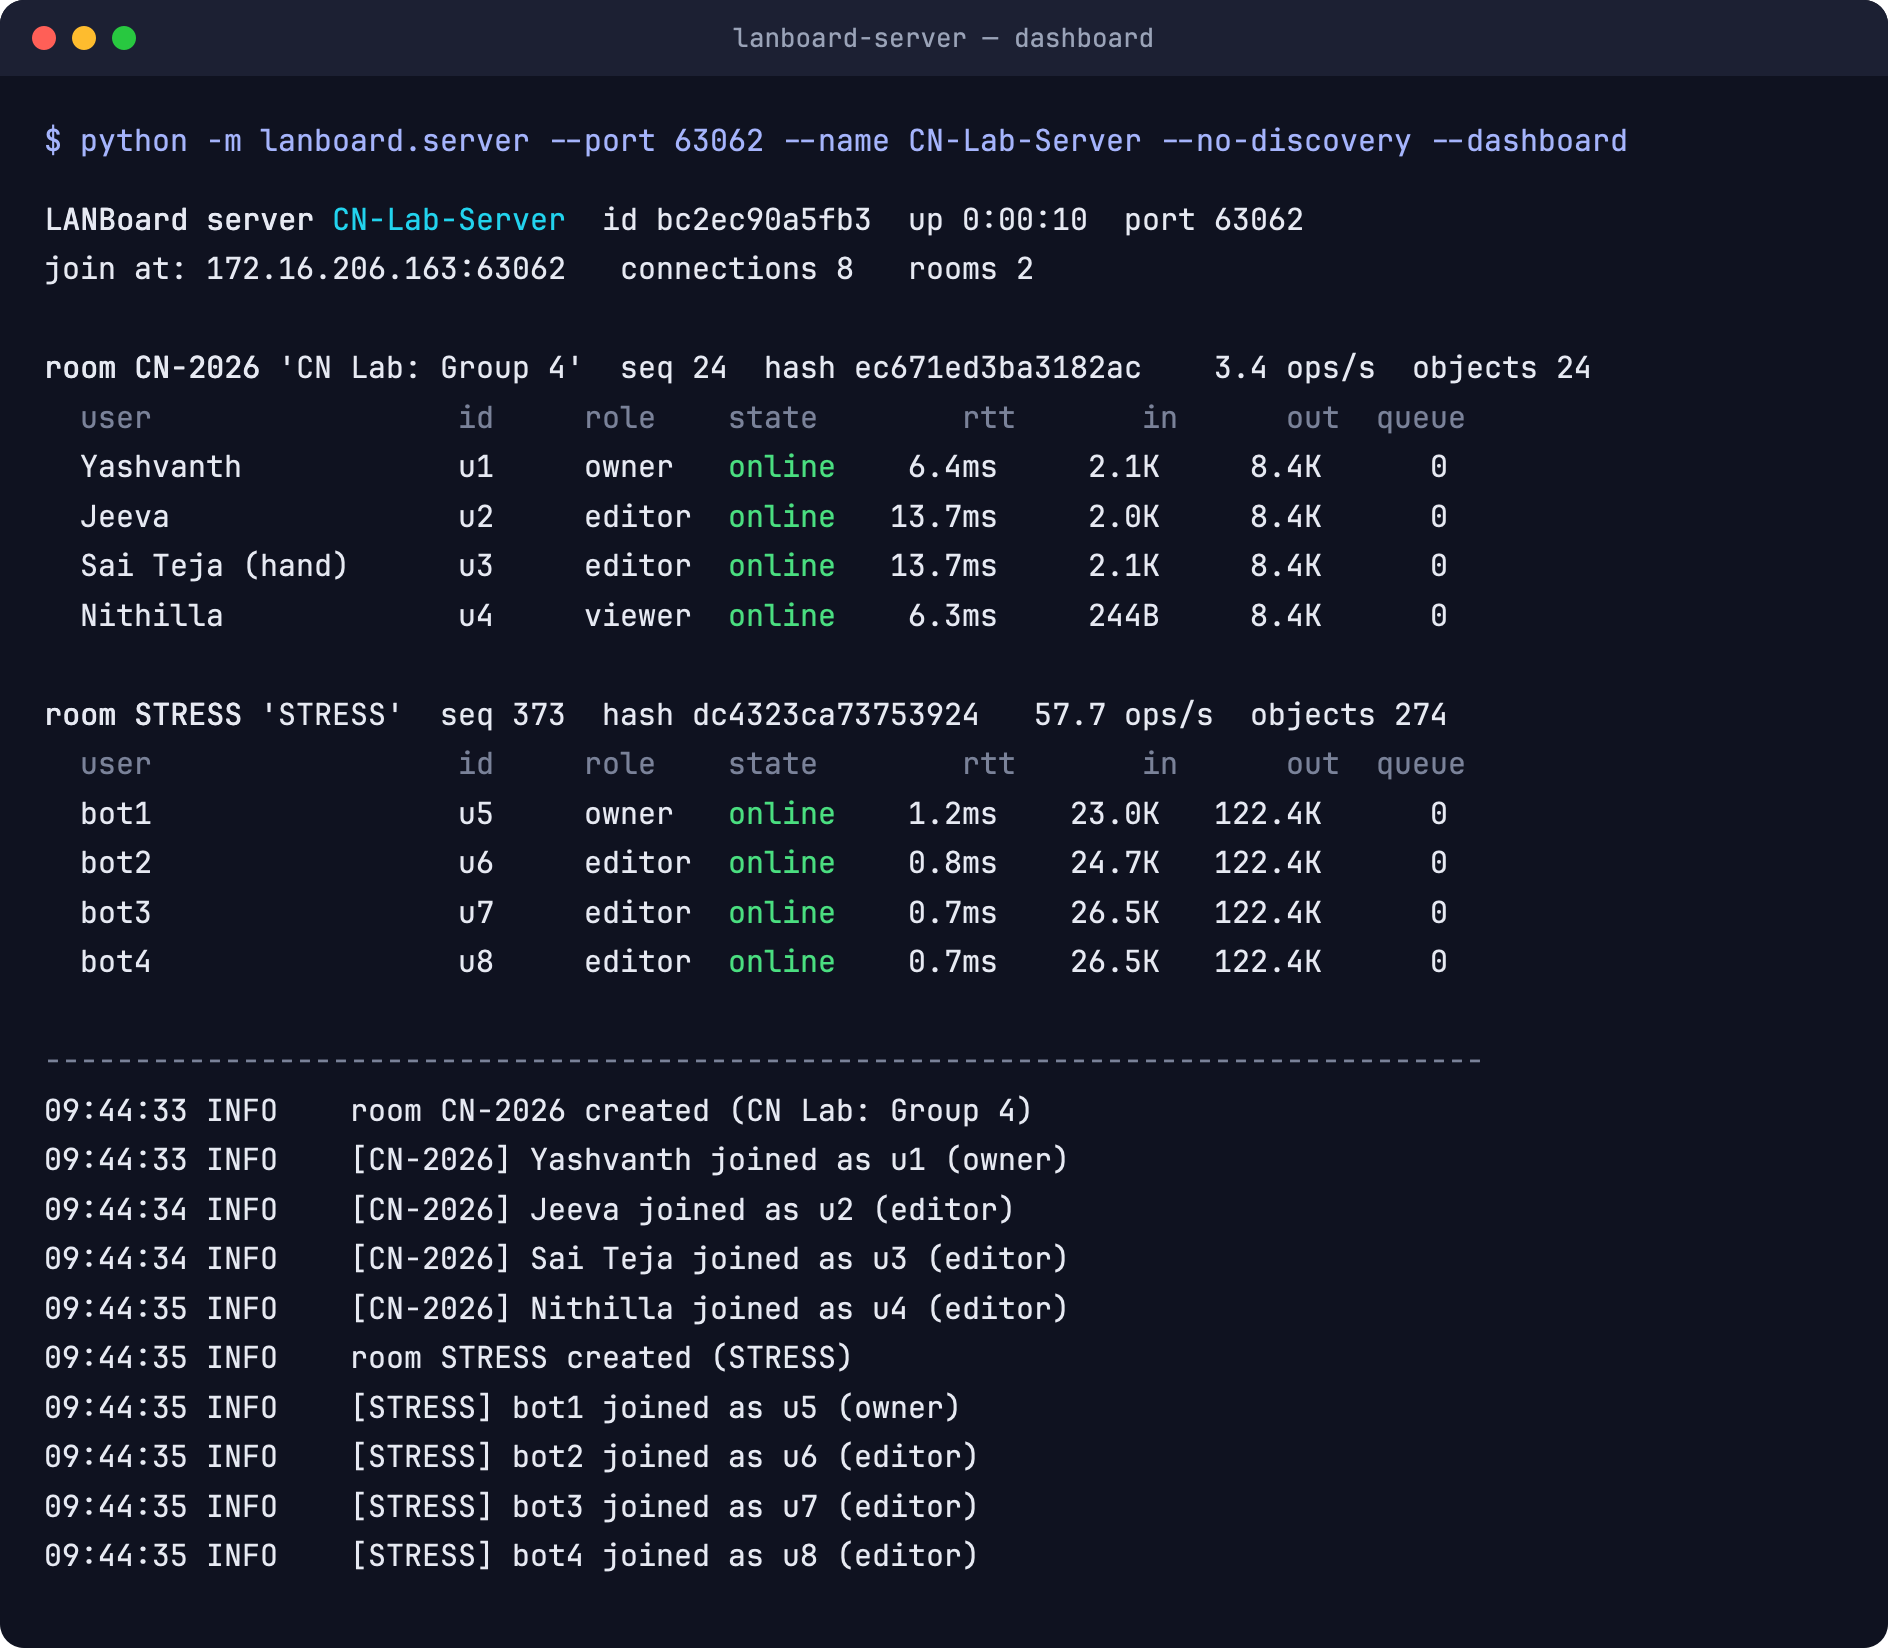 lanboard-server — dashboard
$ python -m lanboard.server --port 63062 --name CN-Lab-Server --no-discovery --dashboard
LANBoard server CN-Lab-Server  id bc2ec90a5fb3  up 0:00:10  port 63062
join at: 172.16.206.163:63062   connections 8   rooms 2
room CN-2026 'CN Lab: Group 4'  seq 24  hash ec671ed3ba3182ac    3.4 ops/s  objects 24
user                 id     role    state        rtt       in      out  queue
Yashvanth            u1     owner   online    6.4ms     2.1K     8.4K      0
Jeeva                u2     editor  online   13.7ms     2.0K     8.4K      0
Sai Teja (hand)      u3     editor  online   13.7ms     2.1K     8.4K      0
Nithilla             u4     viewer  online    6.3ms     244B     8.4K      0
room STRESS 'STRESS'  seq 373  hash dc4323ca73753924   57.7 ops/s  objects 274
user                 id     role    state        rtt       in      out  queue
bot1                 u5     owner   online    1.2ms    23.0K   122.4K      0
bot2                 u6     editor  online    0.8ms    24.7K   122.4K      0
bot3                 u7     editor  online    0.7ms    26.5K   122.4K      0
bot4                 u8     editor  online    0.7ms    26.5K   122.4K      0
--------------------------------------------------------------------------------
09:44:33 INFO    room CN-2026 created (CN Lab: Group 4)
09:44:33 INFO    [CN-2026] Yashvanth joined as u1 (owner)
09:44:34 INFO    [CN-2026] Jeeva joined as u2 (editor)
09:44:34 INFO    [CN-2026] Sai Teja joined as u3 (editor)
09:44:35 INFO    [CN-2026] Nithilla joined as u4 (editor)
09:44:35 INFO    room STRESS created (STRESS)
09:44:35 INFO    [STRESS] bot1 joined as u5 (owner)
09:44:35 INFO    [STRESS] bot2 joined as u6 (editor)
09:44:35 INFO    [STRESS] bot3 joined as u7 (editor)
09:44:35 INFO    [STRESS] bot4 joined as u8 (editor)